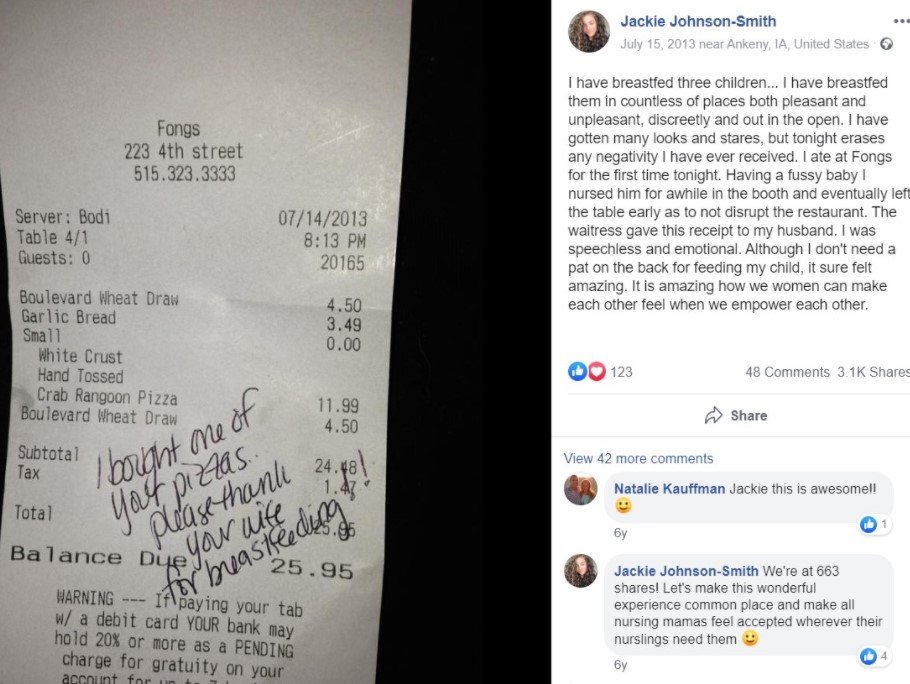 Fongs
223 4th street
515.323.3333
Server: Bodi 07/14/2013
Table 4/1 8:13 PM
Guests: 0 20165
Boulevard Wheat Draw 4.50
Garlic Bread 3.49
Small 0.00
White Crust
Hand Tossed
Crab Rangoon Pizza 11.99
Boulevard Wheat Draw 4.50
Subtotal 24.48
Tax 1.47
Total 25.95
Balance Due 25.95
I bought one of
your pizzas..
please thank
your wife
for breastfeeding!
WARNING --- If paying your tab
w/ a debit card YOUR bank may
hold 20% or more as a PENDING
charge for gratuity on your
account for up to 7
Jackie Johnson-Smith
July 15, 2013 near Ankeny, IA, United States ·
I have breastfed three children... I have breastfed
them in countless of places both pleasant and
unpleasant, discreetly and out in the open. I have
gotten many looks and stares, but tonight erases
any negativity I have ever received. I ate at Fongs
for the first time tonight. Having a fussy baby I
nursed him for awhile in the booth and eventually left
the table early as to not disrupt the restaurant. The
waitress gave this receipt to my husband. I was
speechless and emotional. Although I don't need a
pat on the back for feeding my child, it sure felt
amazing. It is amazing how we women can make
each other feel when we empower each other.
123 48 Comments 3.1K Shares
Share
View 42 more comments
Natalie Kauffman Jackie this is awesome!!
🙂
1
6y
Jackie Johnson-Smith We're at 663
shares! Let's make this wonderful
experience common place and make all
nursing mamas feel accepted wherever their
nurslings need them 🙂
4
6y